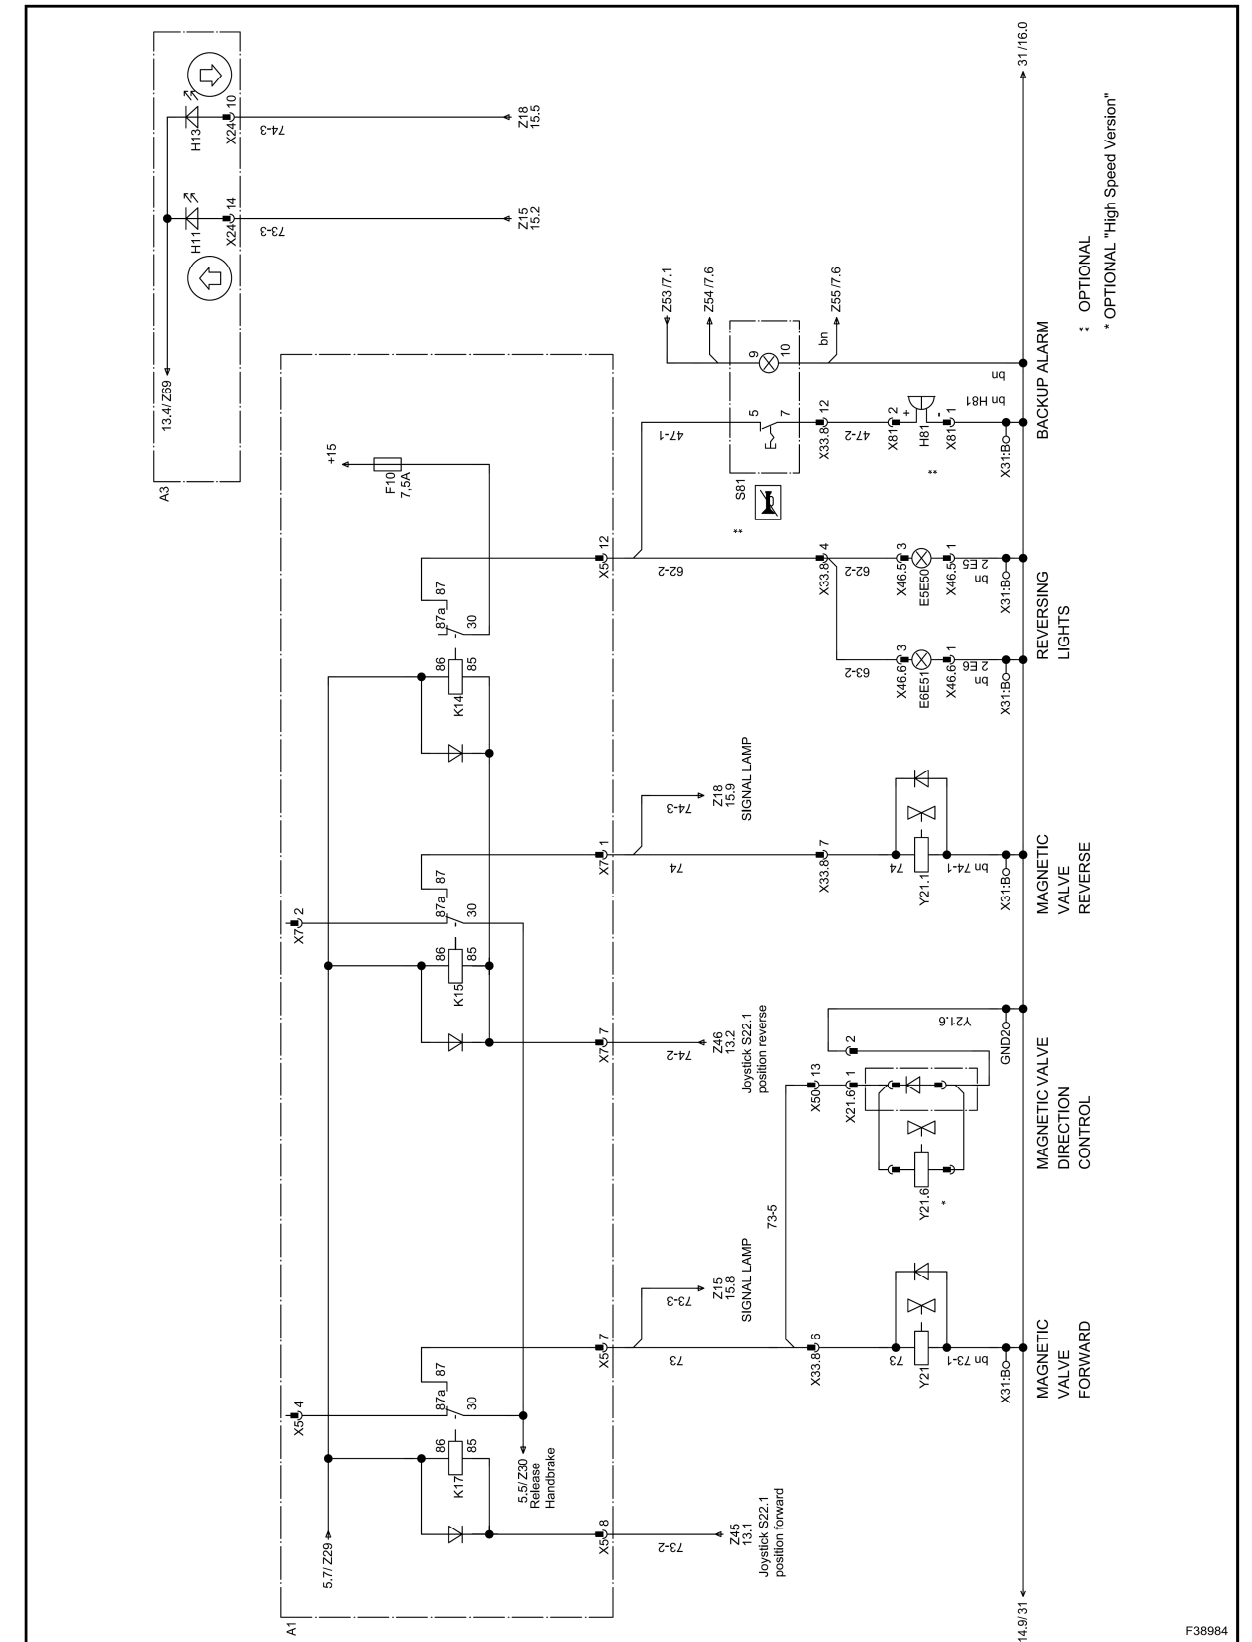 A1
5.7/ Z29
X5 4
K17
86
85
87a
30
87
5.5/ Z30
Release
Handbrake
X5 8
73-2
Z45
13.1
Joystick S22.1
position forward
X5 7
73
73-3
Z15
15.8
SIGNAL LAMP
73-5
X33.8 6
73
Y21
bn 73-1
X31:BO
MAGNETIC
VALVE
FORWARD
14.9/ 31
X50 13
X21.6 1
2
Y21.6
*
Y21.6
GND2
MAGNETIC VALVE
DIRECTION
CONTROL
X7 2
K15
86
85
87a
30
87
X7 7
74-2
Z46
13.2
Joystick S22.1
position reverse
X7 1
74
74-3
Z18
15.9
SIGNAL LAMP
X33.8 7
74
Y21.1
bn 74-1
X31:BO
MAGNETIC
VALVE
REVERSE
K14
86
85
87a
30
87
+15
F10
7,5A
X5 12
62-2
X33.8 4
62-2
63-2
X46.6 3
E6E51
X46.6 1
2 E6
bn
X31:BO
X46.5 3
E5E50
X46.5 1
2 E5
bn
X31:BO
REVERSING
LIGHTS
47-1
S81
**
5
7
9
10
X33.8 12
47-2
X81 2
+
H81
-
**
X81 1
bn H81
bn
X31:BO
BACKUP ALARM
Z53 /7.1
Z54 /7.6
Z55 /7.6
bn
A3
13.4/ Z69
H11
X24 14
73-3
Z15
15.2
H13
X24 10
74-3
Z18
15.5
31 /16.0
** OPTIONAL
* OPTIONAL "High Speed Version"
F38984